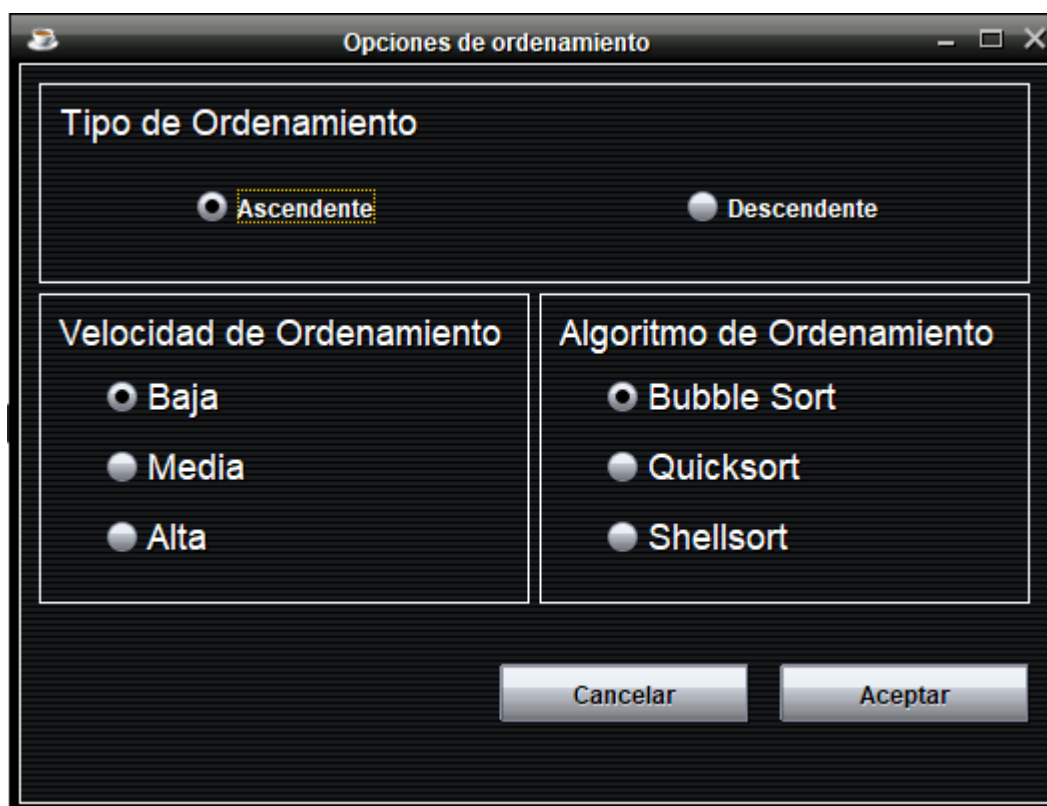 Opciones de ordenamiento
Tipo de Ordenamiento
Ascendente
Descendente
Velocidad de Ordenamiento
Baja
Media
Alta
Algoritmo de Ordenamiento
Bubble Sort
Quicksort
Shellsort
Cancelar
Aceptar